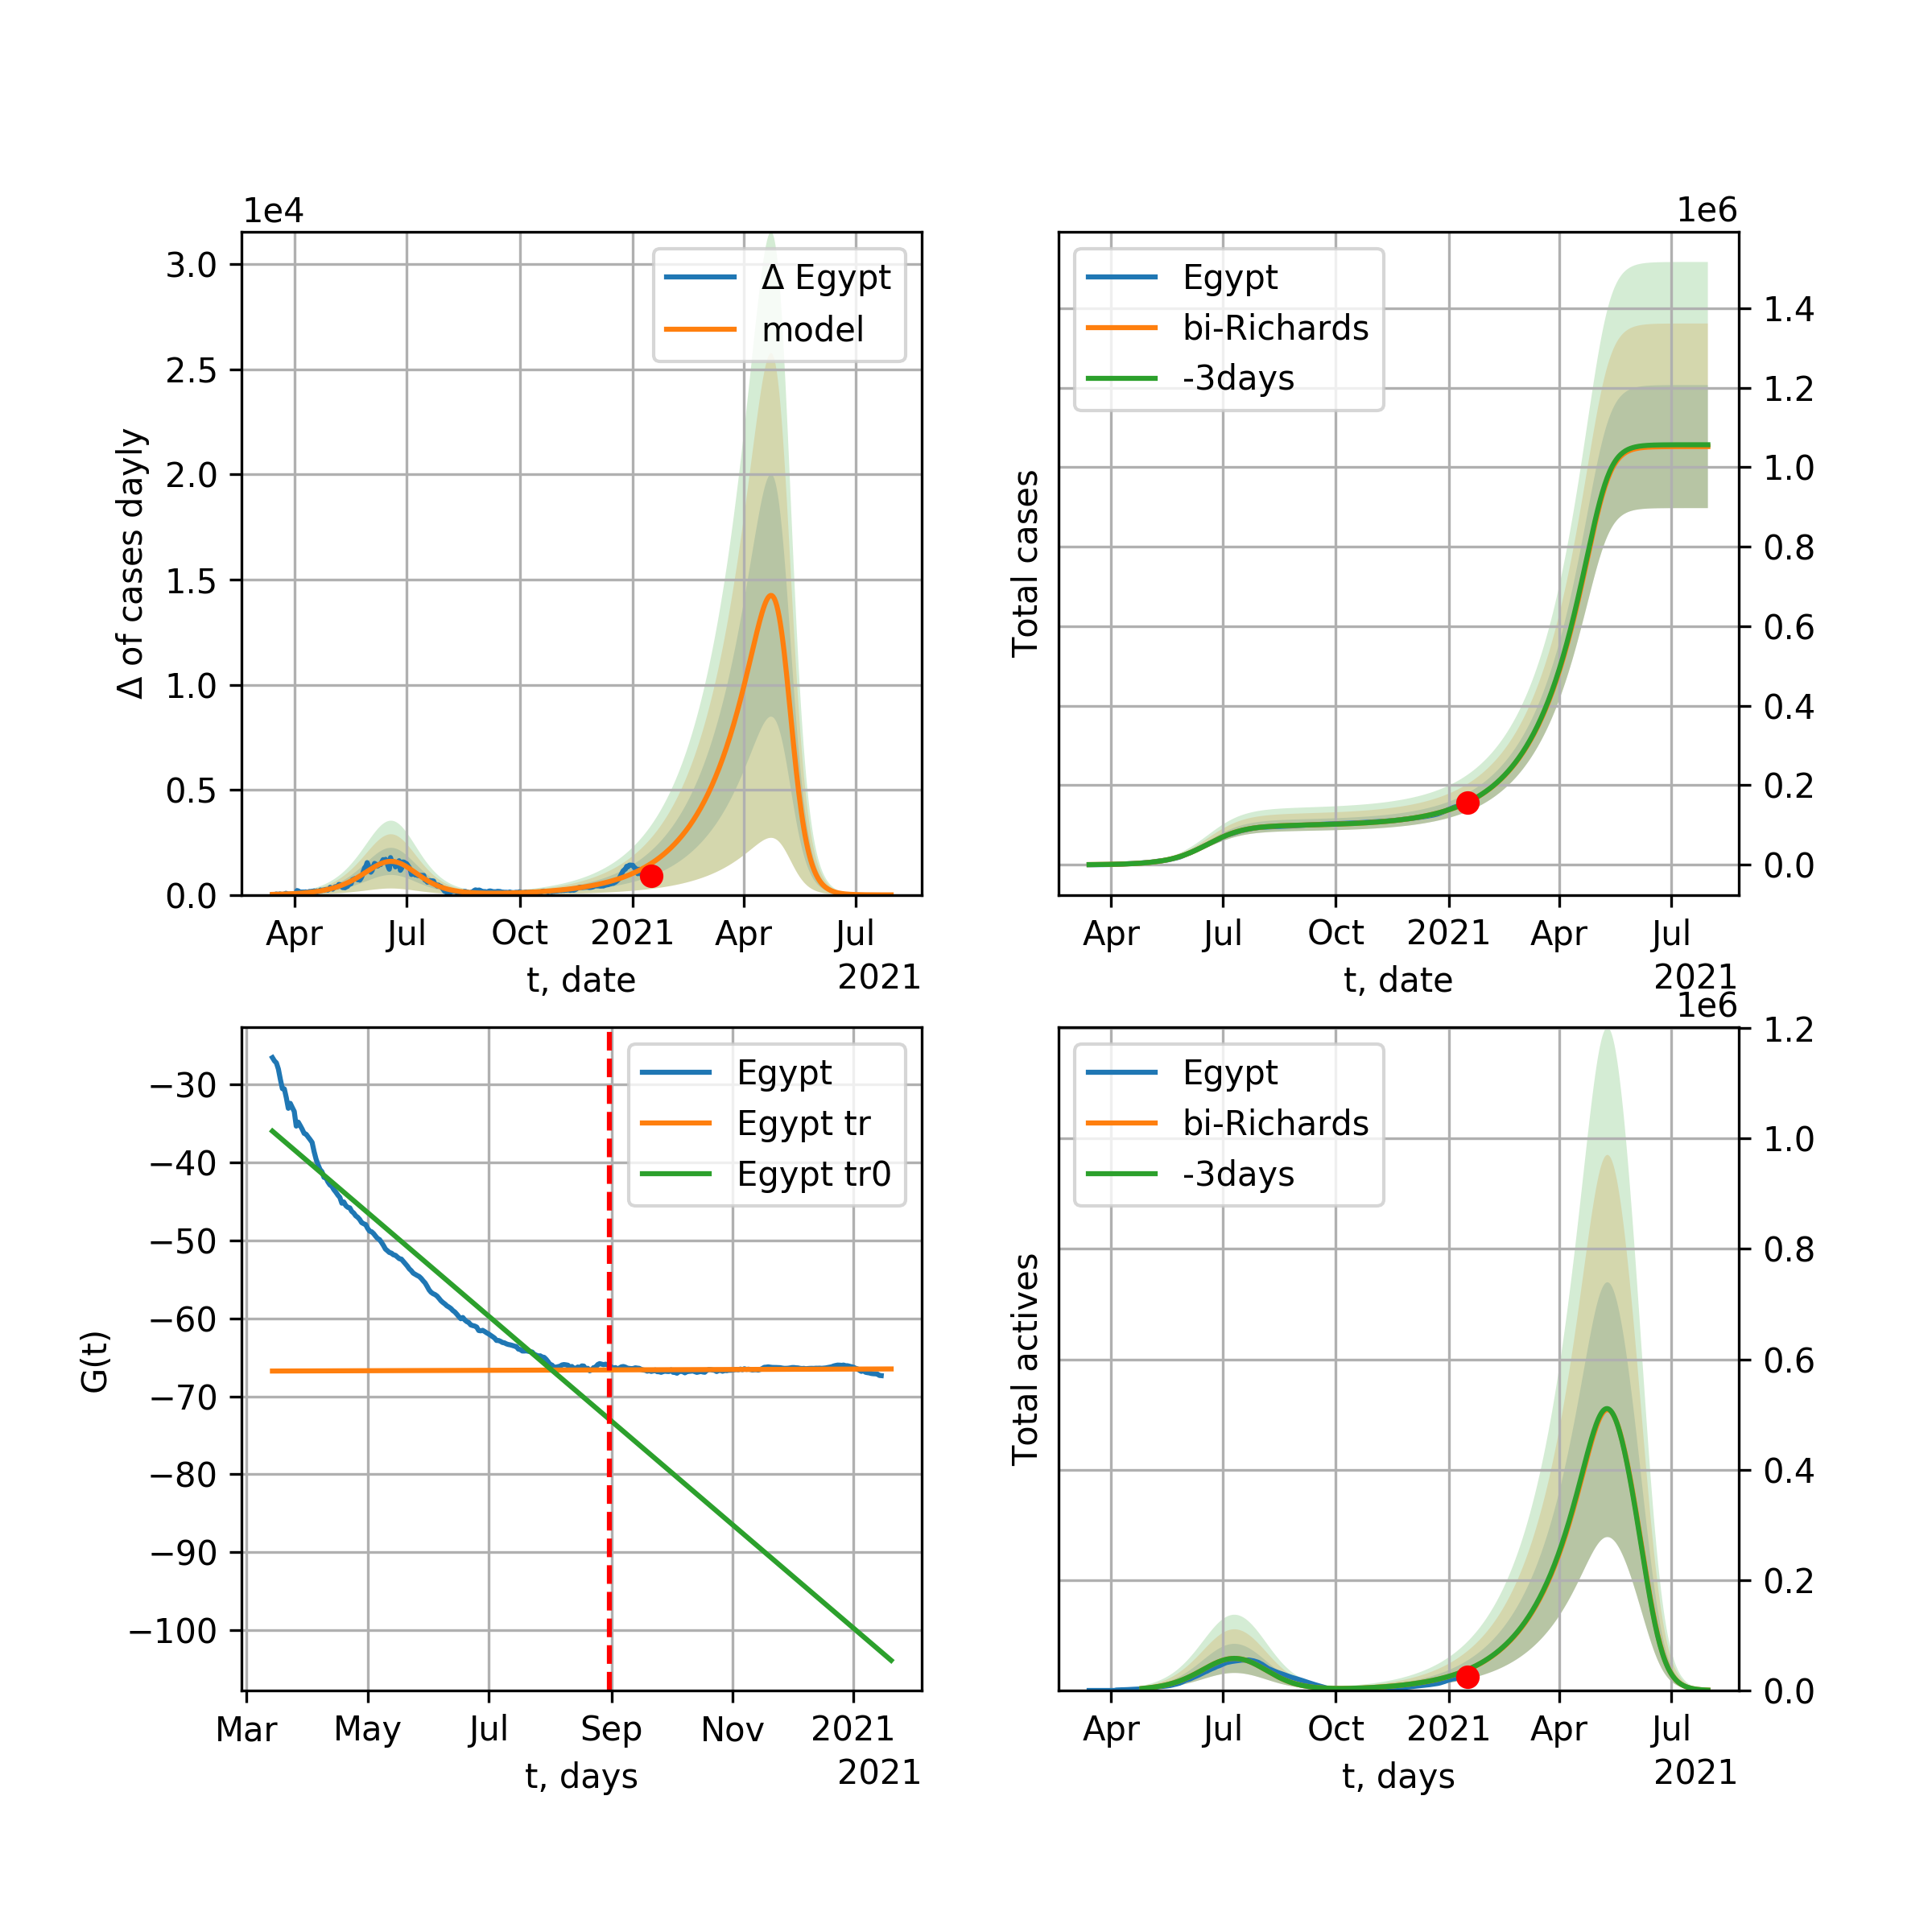 1e4
Δ of cases dayly
3.0
2.5
2.0
1.5
1.0
0.5
0.0
Δ Egypt
model
Apr Jul Oct 2021 Apr Jul
t, date
2021
1e6
Total cases
Egypt
bi-Richards
-3days
1.4
1.2
1.0
0.8
0.6
0.4
0.2
0.0
Apr Jul Oct 2021 Apr Jul
t, date
2021
G(t)
−30
−40
−50
−60
−70
−80
−90
−100
Egypt
Egypt tr
Egypt tr0
Mar May Jul Sep Nov 2021
t, days
2021
1e6
Total actives
Egypt
bi-Richards
-3days
1.2
1.0
0.8
0.6
0.4
0.2
0.0
Apr Jul Oct 2021 Apr Jul
t, days
2021